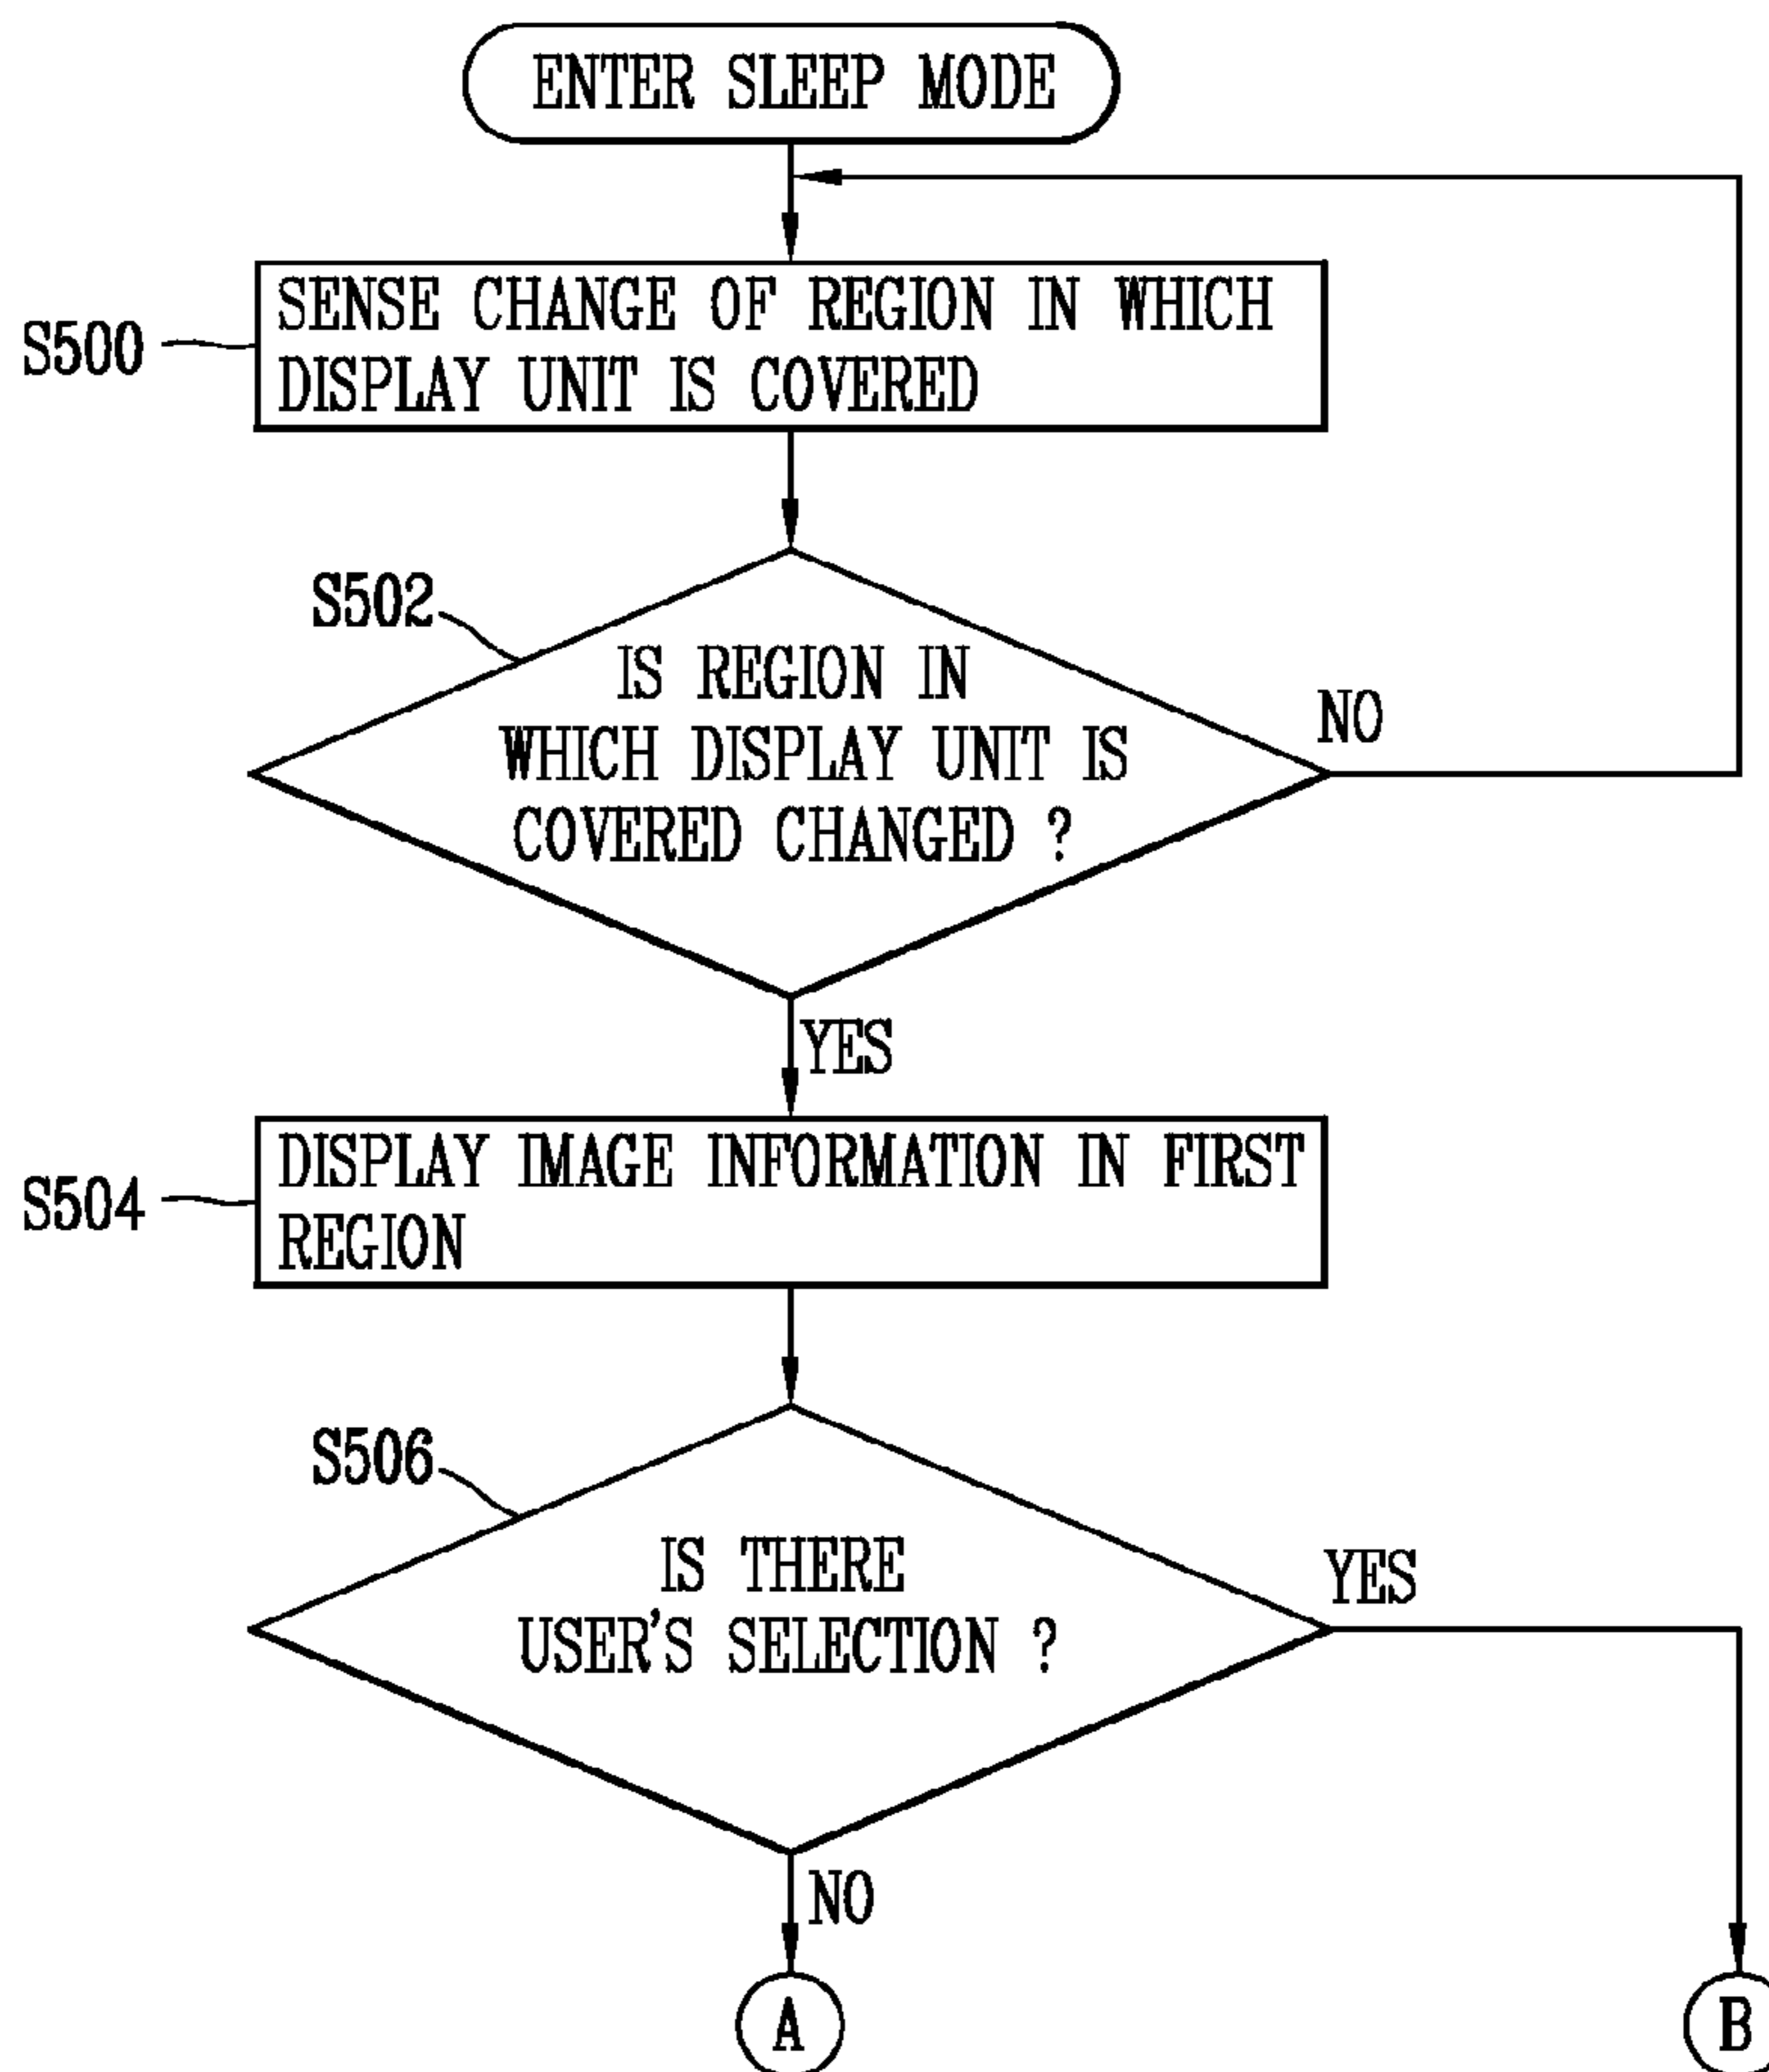 ENTER SLEEP MODE
S500
SENSE CHANGE OF REGION IN WHICH
DISPLAY UNIT IS COVERED
S502
IS REGION IN
WHICH DISPLAY UNIT IS
COVERED CHANGED ?
NO
YES
S504
DISPLAY IMAGE INFORMATION IN FIRST
REGION
S506
IS THERE
USER'S SELECTION ?
YES
NO
A
B